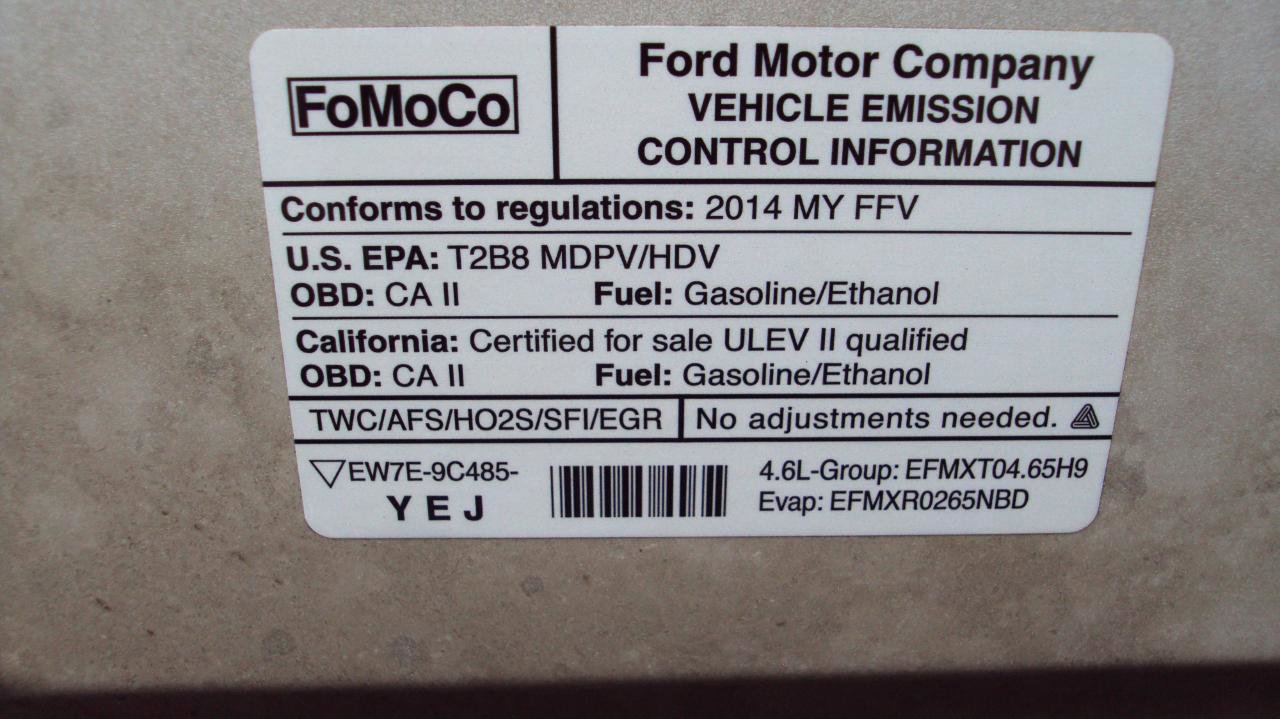 FoMoCo
Ford Motor Company
VEHICLE EMISSION
CONTROL INFORMATION
Conforms to regulations: 2014 MY FFV
U.S. EPA: T2B8 MDPV/HDV
OBD: CA II Fuel: Gasoline/Ethanol
California: Certified for sale ULEV II qualified
OBD: CA II Fuel: Gasoline/Ethanol
TWC/AFS/HO2S/SFI/EGR No adjustments needed.
EW7E-9C485-
YEJ
4.6L-Group: EFMXT04.65H9
Evap: EFMXR0265NBD